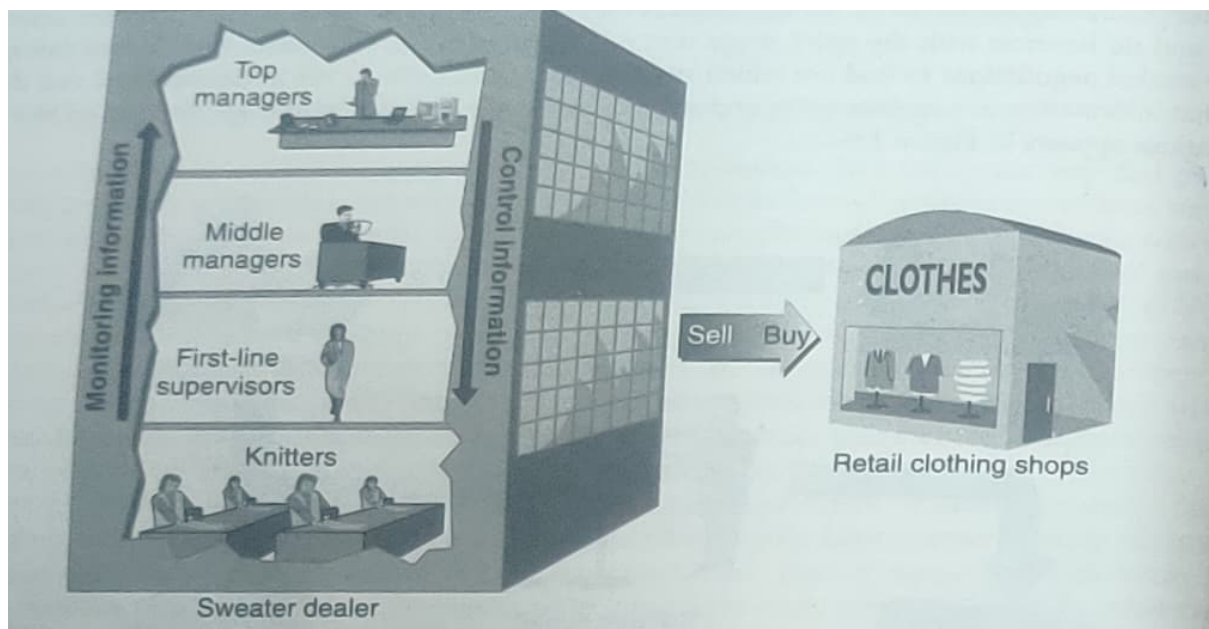 Top
managers
Middle
managers
First-line
supervisors
Knitters
Monitoring information
Control Information
Sweater dealer
Sell Buy
CLOTHES
Retail clothing shops